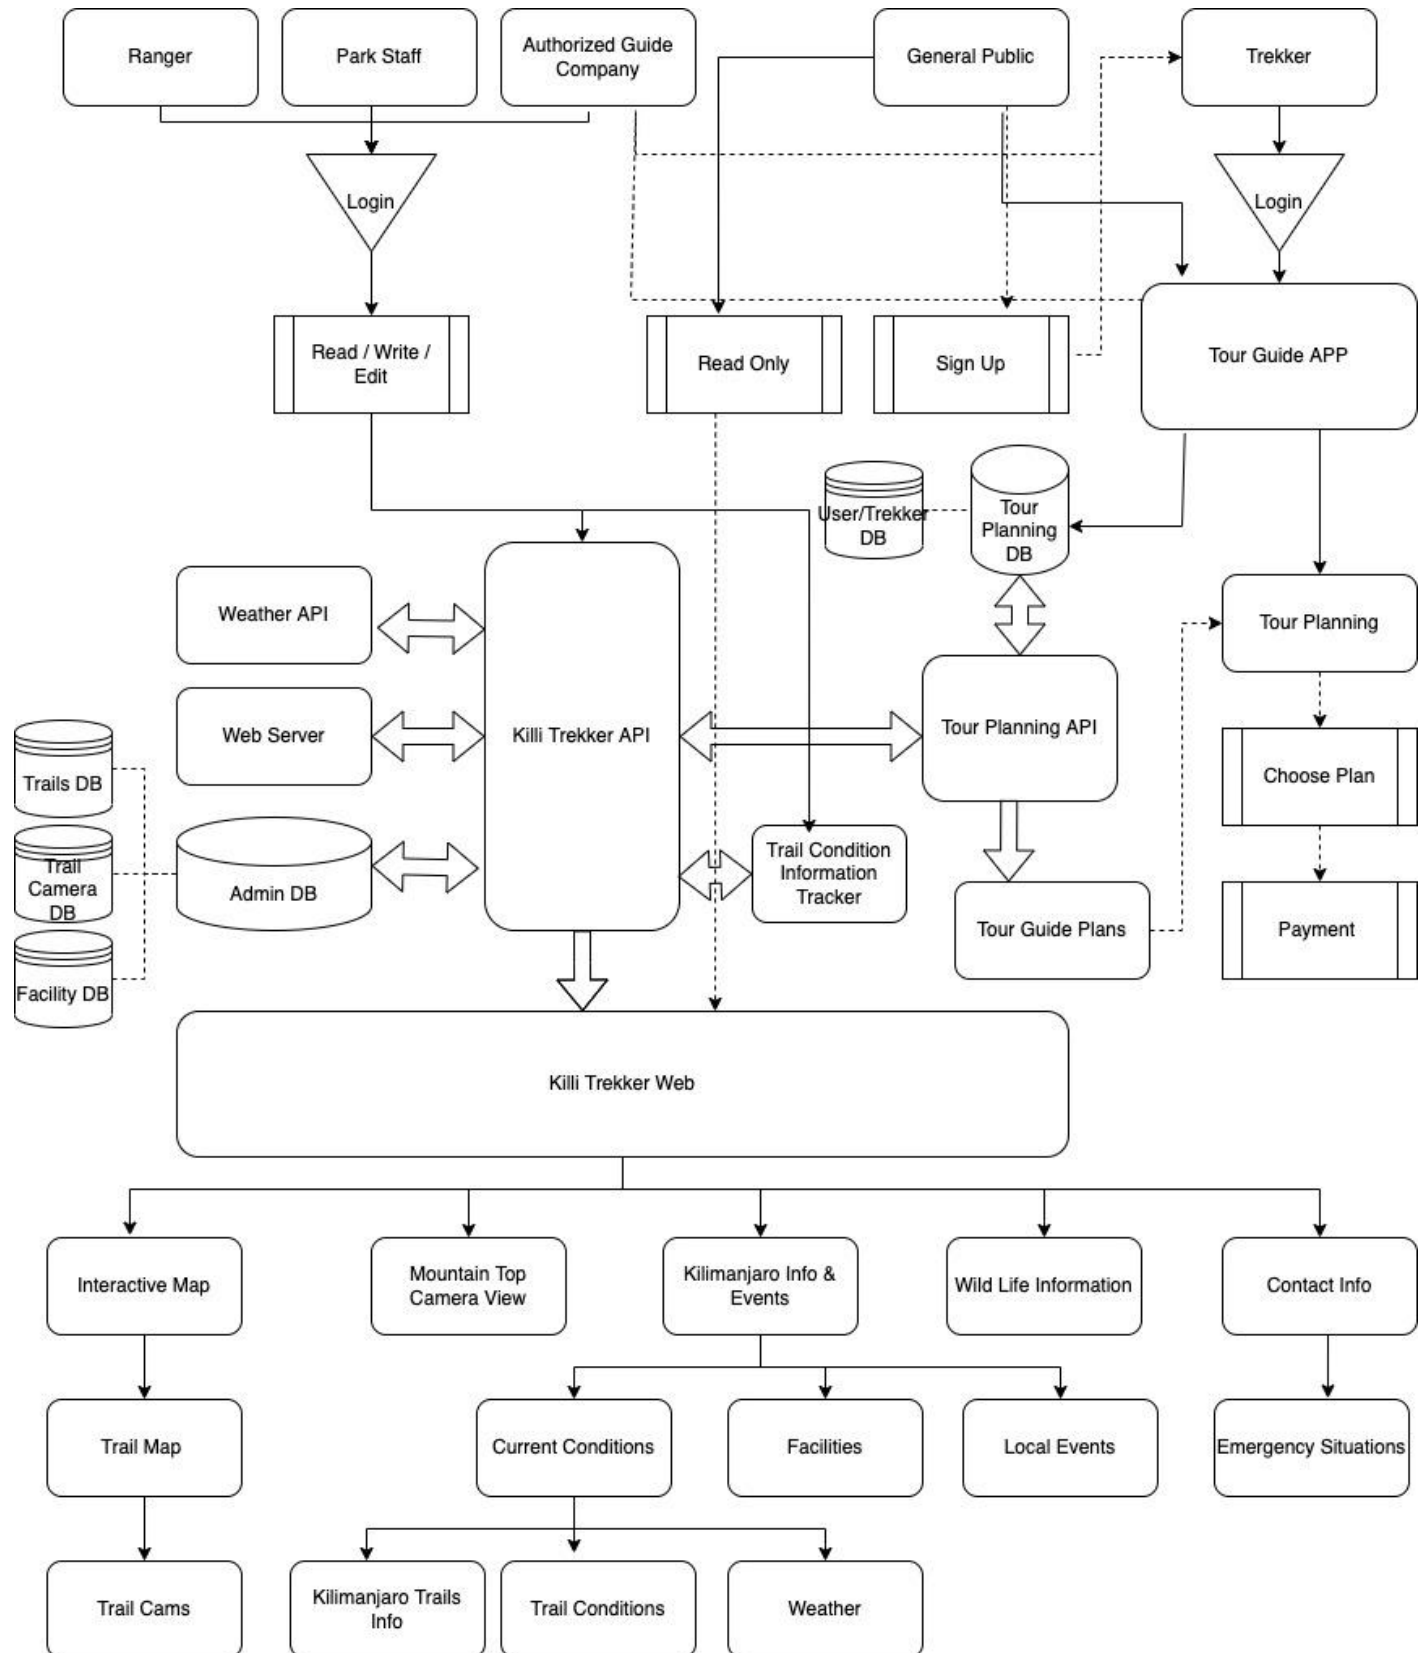 Ranger
Park Staff
Authorized Guide
Company
General Public
Trekker
Login
Login
Read / Write /
Edit
Read Only
Sign Up
Tour Guide APP
User/Trekker
DB
Tour
Planning
DB
Weather API
Tour Planning
Web Server
Killi Trekker API
Tour Planning API
Choose Plan
Trails DB
Trail
Camera
DB
Admin DB
Trail Condition
Information
Tracker
Tour Guide Plans
Payment
Facility DB
Killi Trekker Web
Interactive Map
Mountain Top
Camera View
Kilimanjaro Info &
Events
Wild Life Information
Contact Info
Trail Map
Current Conditions
Facilities
Local Events
Emergency Situations
Trail Cams
Kilimanjaro Trails
Info
Trail Conditions
Weather